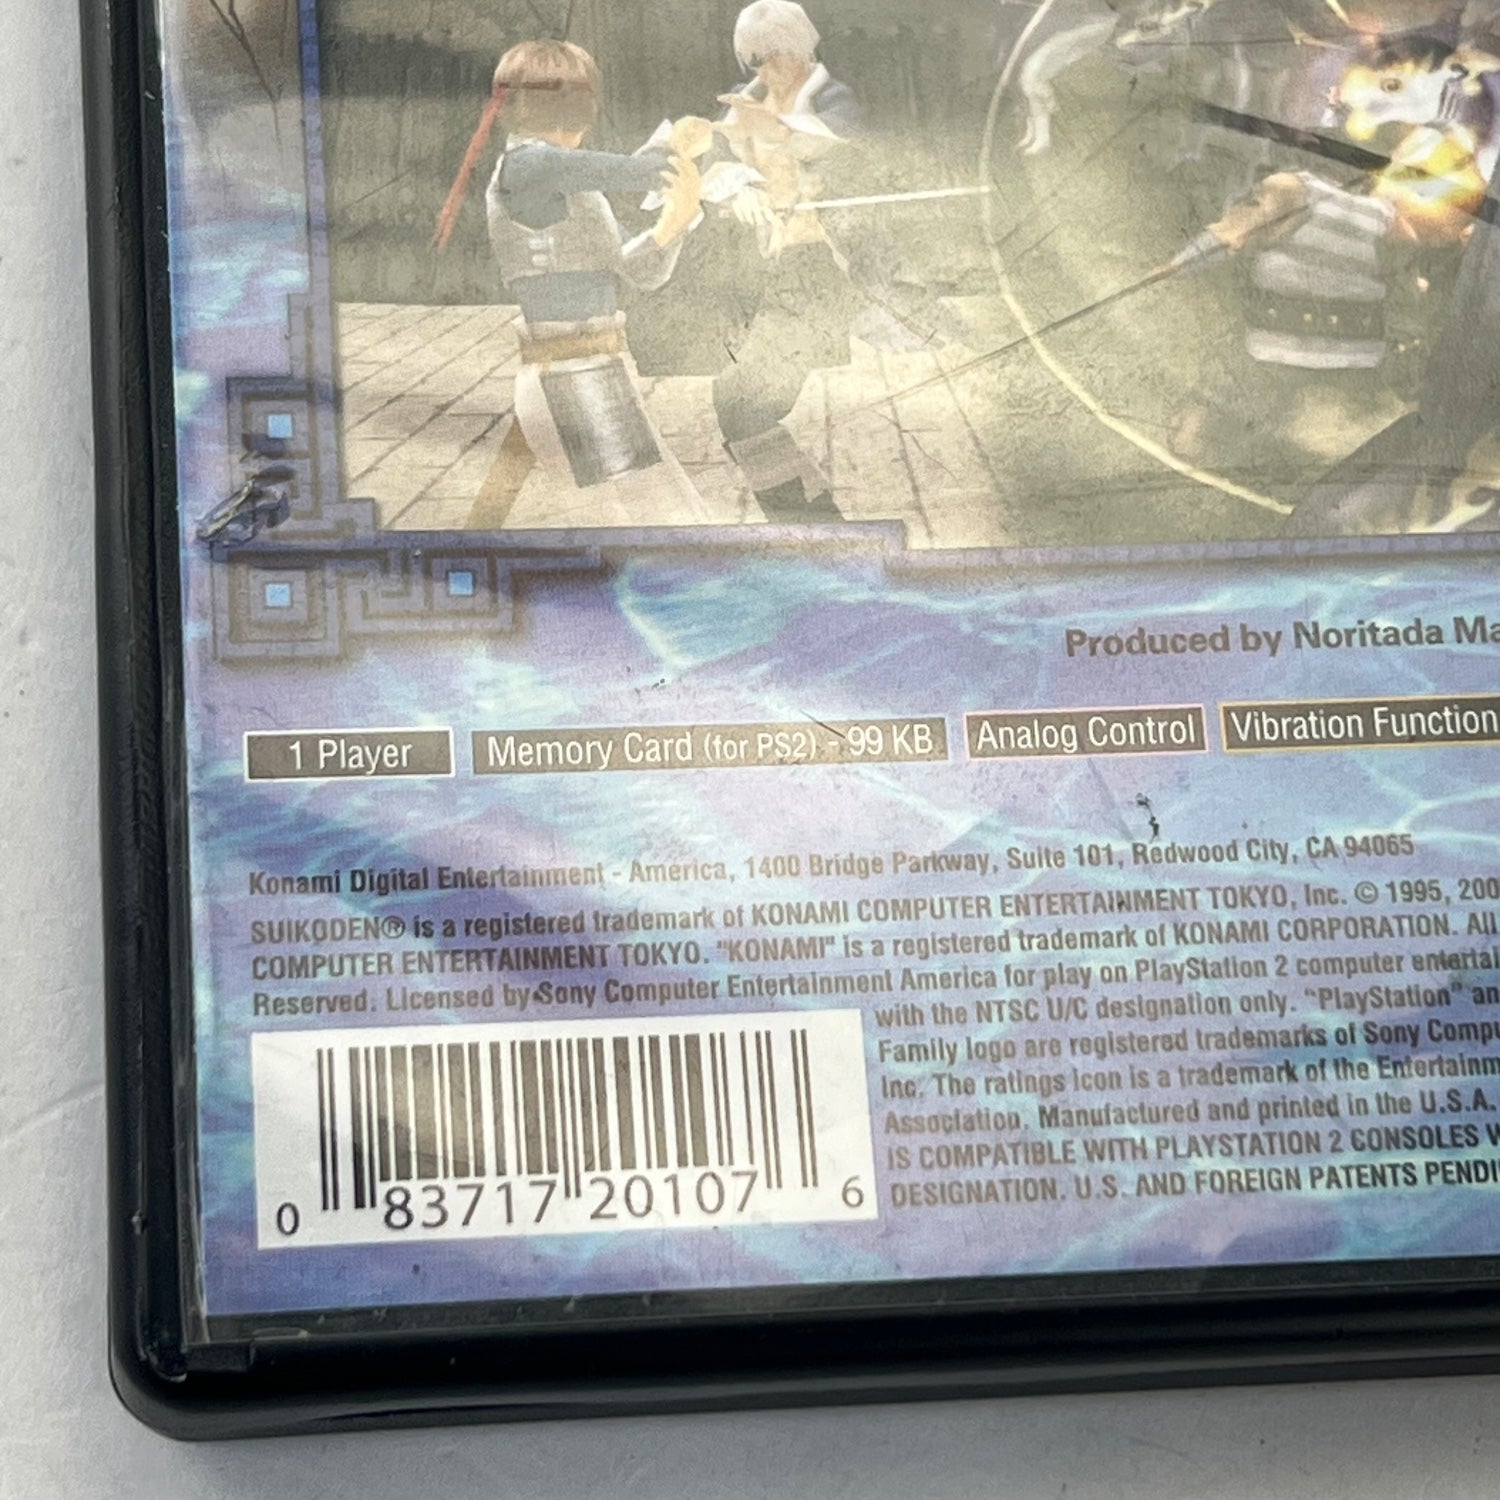 Produced by Noritada Ma
1 Player
Memory Card (for PS2) - 99 KB
Analog Control
Vibration Function
Konami Digital Entertainment - America, 1400 Bridge Parkway, Suite 101, Redwood City, CA 94065
SUIKODEN® is a registered trademark of KONAMI COMPUTER ENTERTAINMENT TOKYO, Inc. © 1995, 200
COMPUTER ENTERTAINMENT TOKYO. "KONAMI" is a registered trademark of KONAMI CORPORATION. All
Reserved. Licensed by Sony Computer Entertainment America for play on PlayStation 2 computer entertai
with the NTSC U/C designation only. "PlayStation" an
Family logo are registered trademarks of Sony Compu
Inc. The ratings icon is a trademark of the Entertainm
Association. Manufactured and printed in the U.S.A.
IS COMPATIBLE WITH PLAYSTATION 2 CONSOLES W
DESIGNATION. U.S. AND FOREIGN PATENTS PENDI
0 83717 20107 6